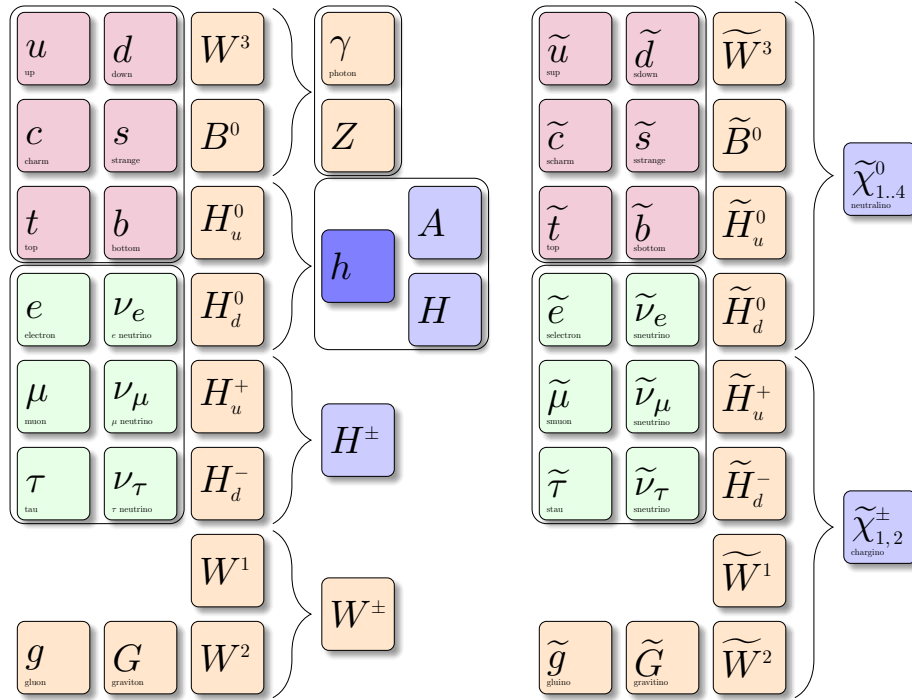 u d W³ γ ũ d̃ W̃³
up down photon sup sdown
c s B⁰ Z c̃ s̃ B̃⁰
charm strange scharm sstrange
χ̃⁰₁..₄
neutralino
t b H⁰ᵤ A t̃ b̃ H̃⁰ᵤ
top bottom top sbottom
h
e νₑ H⁰_d H ẽ ν̃ₑ H̃⁰_d
electron e neutrino selectron sneutrino
μ ν_μ H⁺ᵤ μ̃ ν̃_μ H̃⁺ᵤ
muon μ neutrino smuon sneutrino
H±
τ ν_τ H⁻_d τ̃ ν̃_τ H̃⁻_d
tau τ neutrino stau sneutrino
χ̃±₁,₂
chargino
W¹ W̃¹
W±
g G W² g̃ G̃ W̃²
gluon graviton gluino gravitino